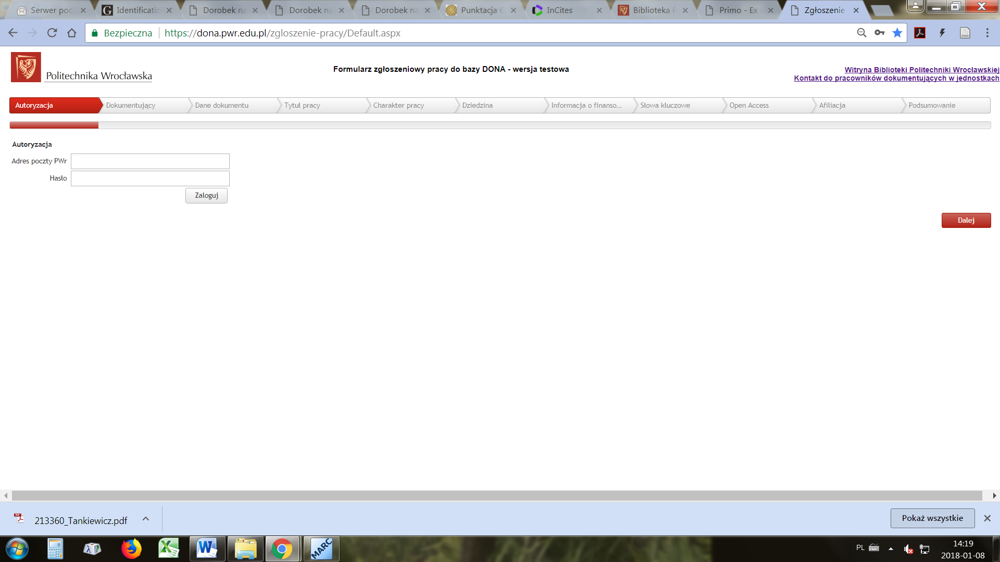 Serwer poc
Identificatio
Dorobek na
Dorobek na
Dorobek na
Punktacja C
InCites
Biblioteka P
Primo - Ex
Zgłoszenie
Bezpieczna
https://dona.pwr.edu.pl/zgloszenie-pracy/Default.aspx
Politechnika Wrocławska
Formularz zgłoszeniowy pracy do bazy DONA - wersja testowa
Witryna Biblioteki Politechniki Wrocławskiej
Kontakt do pracowników dokumentujących w jednostkach
Autoryzacja
Dokumentujący
Dane dokumentu
Tytuł pracy
Charakter pracy
Dziedzina
Informacja o finanso...
Słowa kluczowe
Open Access
Afiliacja
Podsumowanie
Autoryzacja
Adres poczty PWr
Hasło
Zaloguj
Dalej
213360_Tankiewicz.pdf
Pokaż wszystkie
MARC
PL
14:19
2018-01-08